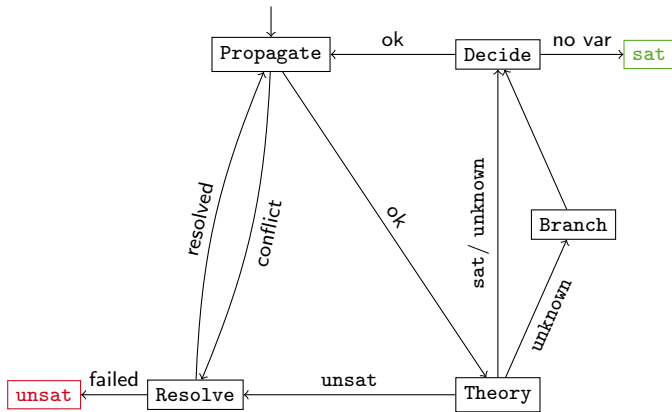 ok
Propagate
Decide
no var
sat
resolved
conflict
ok
sat/ unknown
Branch
unknown
unsat
failed
Resolve
unsat
Theory